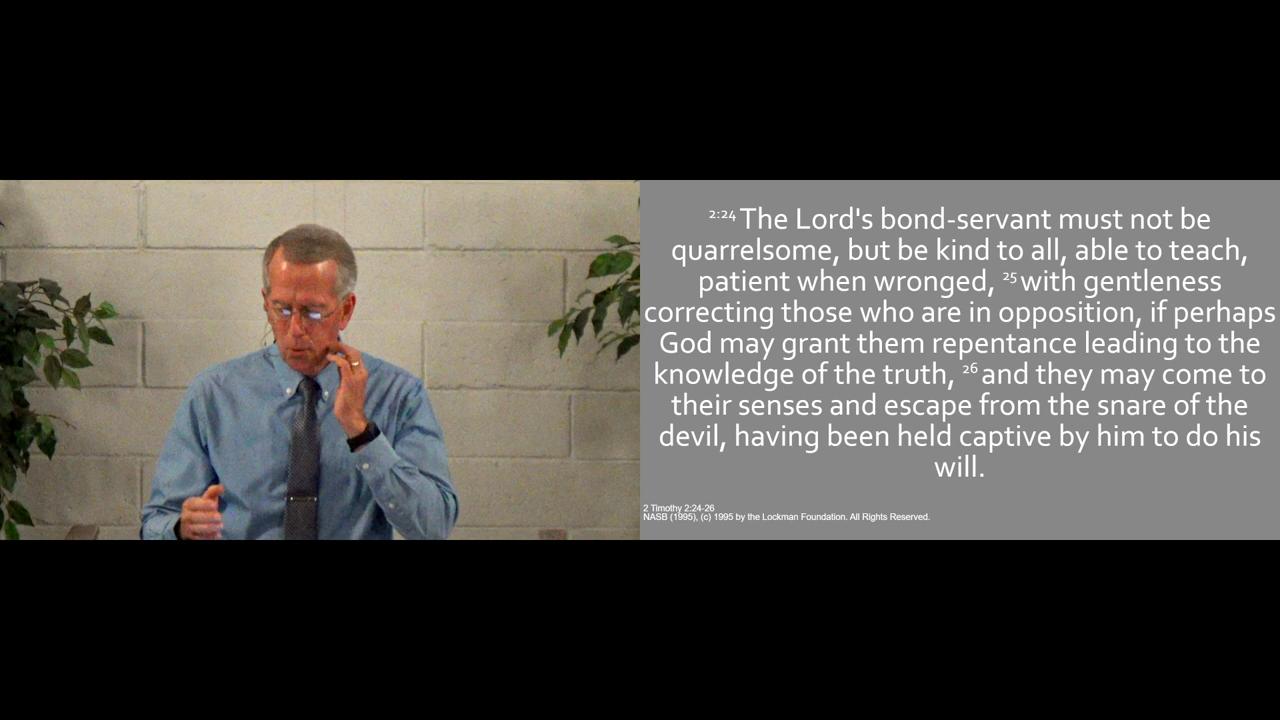 2:24 The Lord's bond-servant must not be
quarrelsome, but be kind to all, able to teach,
patient when wronged, 25 with gentleness
correcting those who are in opposition, if perhaps
God may grant them repentance leading to the
knowledge of the truth, 26 and they may come to
their senses and escape from the snare of the
devil, having been held captive by him to do his
will.
2 Timothy 2:24-26
NASB (1995), (c) 1995 by the Lockman Foundation. All Rights Reserved.